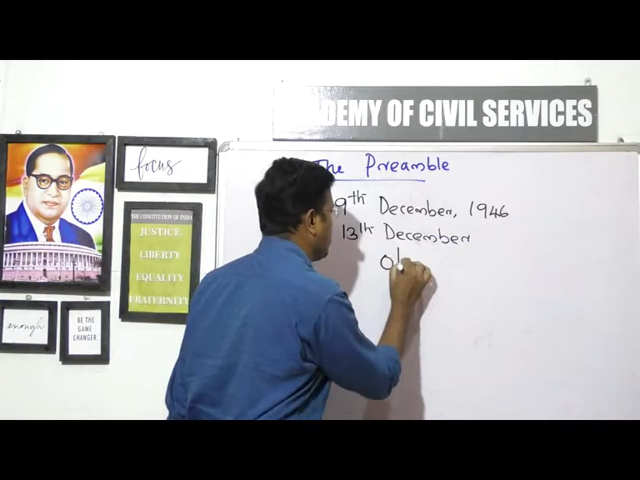 DEMY OF CIVIL SERVICES
focus
The Preamble
THE CONSTITUTION OF INDIA
JUSTICE
LIBERTY
EQUALITY
FRATERNITY
9th December, 1946
13th December
enough
BE THE
GAME
CHANGER